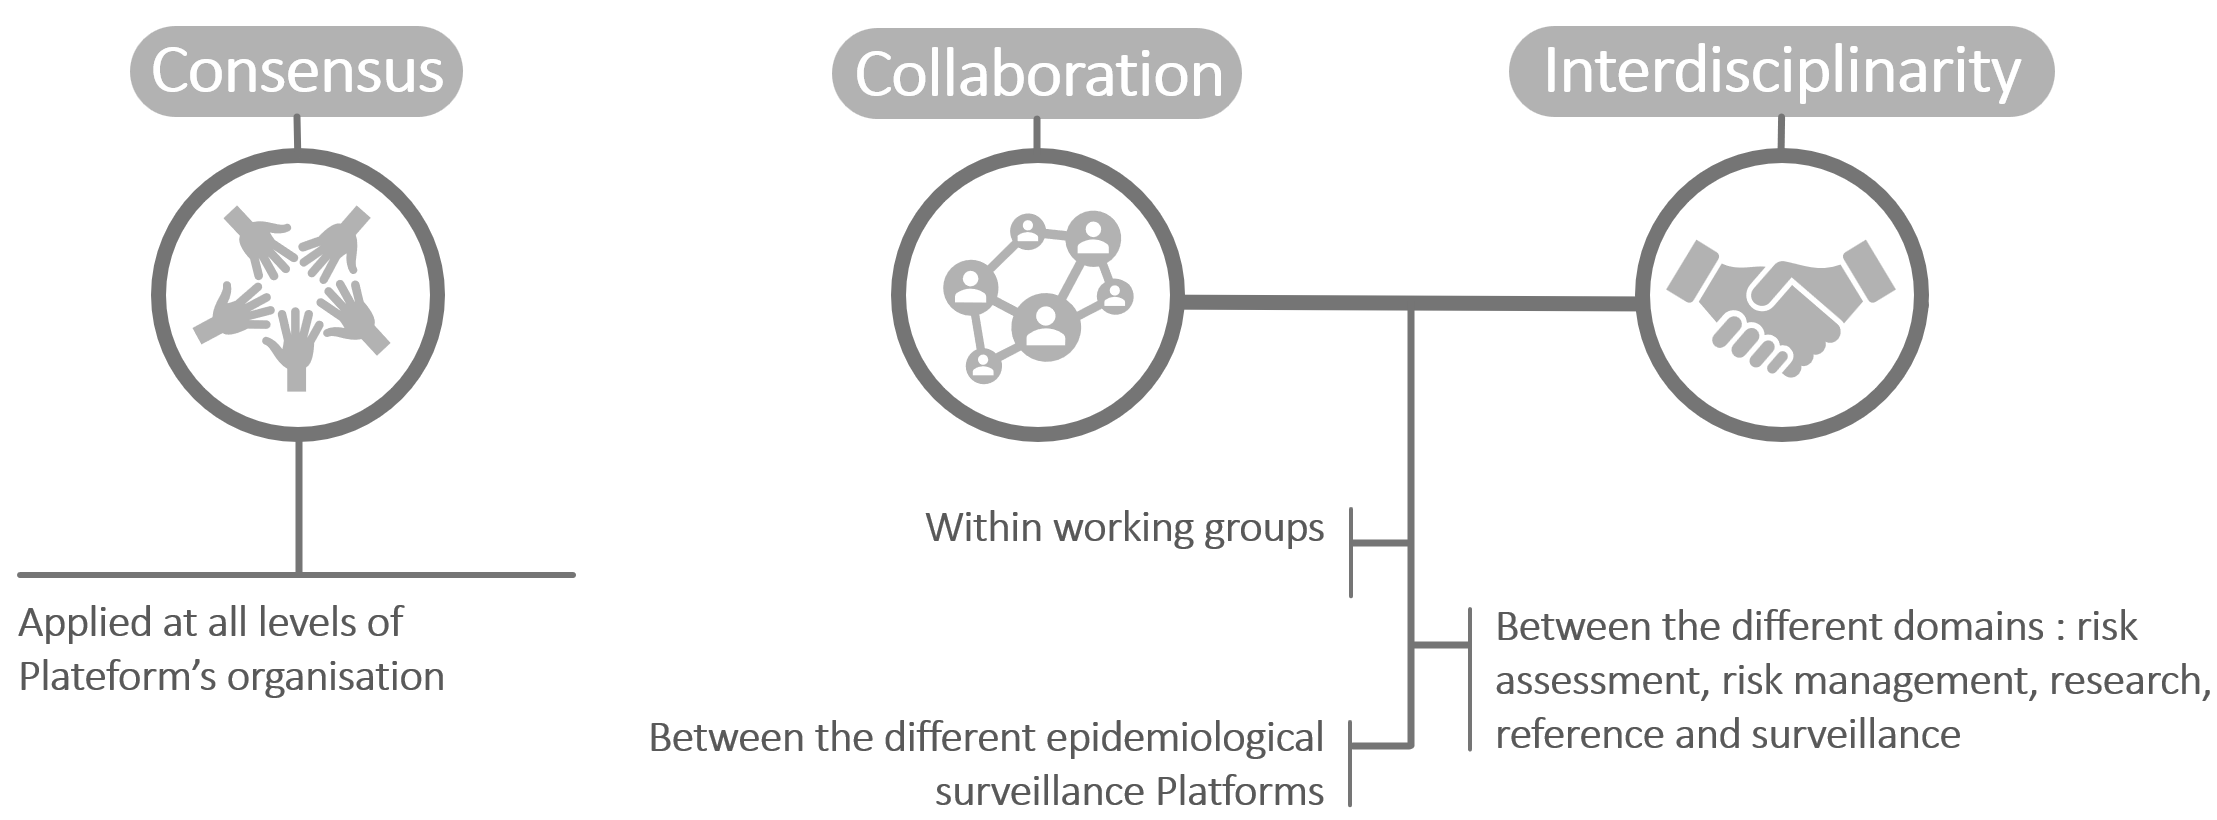 Consensus
Collaboration
Interdisciplinarity
Applied at all levels of
Plateform’s organisation
Within working groups
Between the different domains : risk
assessment, risk management, research,
reference and surveillance
Between the different epidemiological
surveillance Platforms